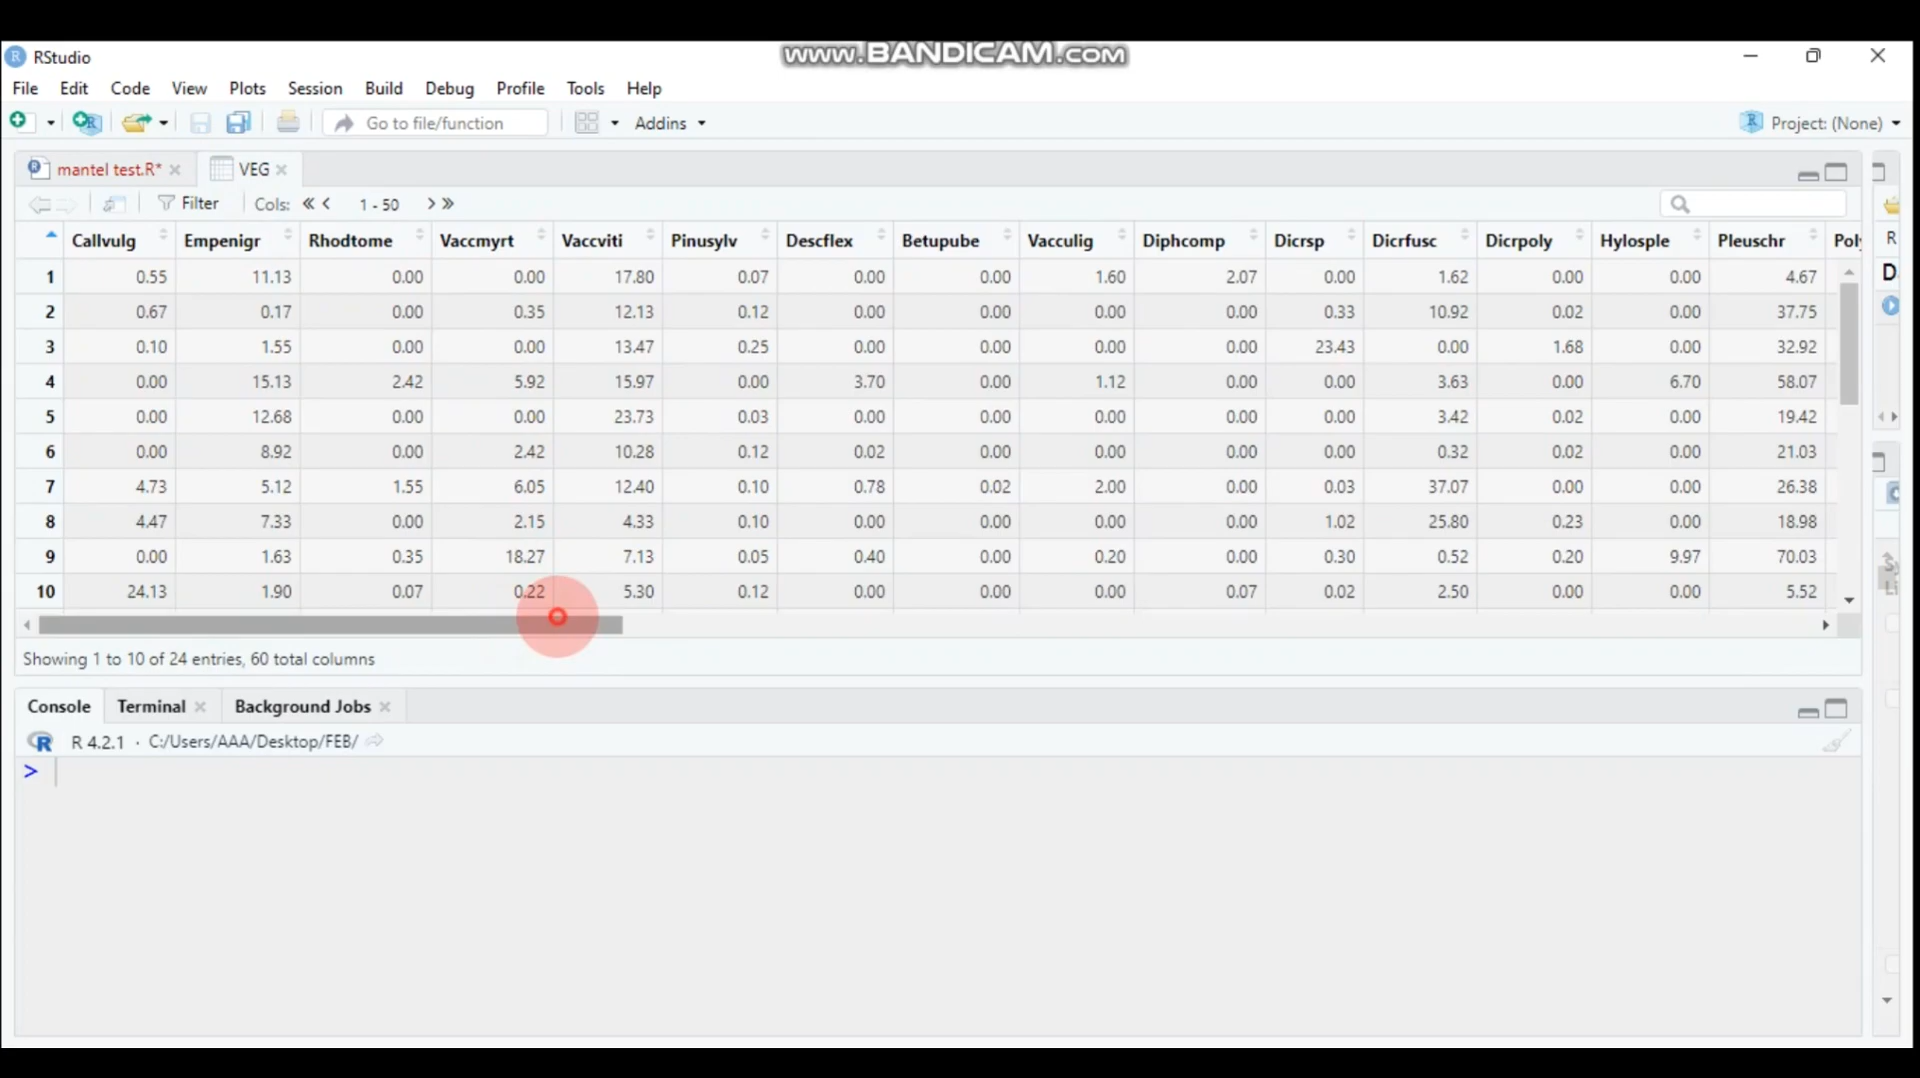 RStudio
www.BANDICAM.com
File Edit Code View Plots Session Build Debug Profile Tools Help
Go to file/function Addins Project: (None)
mantel test.R* VEG
Filter Cols: 1 - 50
Callvulg Empenigr Rhodtome Vaccmyrt Vaccviti Pinusylv Descflex Betupube Vacculig Diphcomp Dicrsp Dicrfusc Dicrpoly Hylosple Pleuschr Pol
1 0.55 11.13 0.00 0.00 17.80 0.07 0.00 0.00 1.60 2.07 0.00 1.62 0.00 0.00 4.67
2 0.67 0.17 0.00 0.35 12.13 0.12 0.00 0.00 0.00 0.00 0.33 10.92 0.02 0.00 37.75
3 0.10 1.55 0.00 0.00 13.47 0.25 0.00 0.00 0.00 0.00 23.43 0.00 1.68 0.00 32.92
4 0.00 15.13 2.42 5.92 15.97 0.00 3.70 0.00 1.12 0.00 0.00 3.63 0.00 6.70 58.07
5 0.00 12.68 0.00 0.00 23.73 0.03 0.00 0.00 0.00 0.00 0.00 3.42 0.02 0.00 19.42
6 0.00 8.92 0.00 2.42 10.28 0.12 0.02 0.00 0.00 0.00 0.00 0.32 0.02 0.00 21.03
7 4.73 5.12 1.55 6.05 12.40 0.10 0.78 0.02 2.00 0.00 0.03 37.07 0.00 0.00 26.38
8 4.47 7.33 0.00 2.15 4.33 0.10 0.00 0.00 0.00 0.00 1.02 25.80 0.23 0.00 18.98
9 0.00 1.63 0.35 18.27 7.13 0.05 0.40 0.00 0.20 0.00 0.30 0.52 0.20 9.97 70.03
10 24.13 1.90 0.07 0.22 5.30 0.12 0.00 0.00 0.00 0.07 0.02 2.50 0.00 0.00 5.52
Showing 1 to 10 of 24 entries, 60 total columns
Console Terminal Background Jobs
R 4.2.1 · C:/Users/AAA/Desktop/FEB/
>